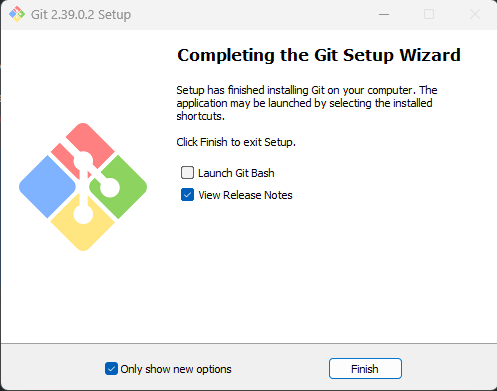 Git 2.39.0.2 Setup
Completing the Git Setup Wizard
Setup has finished installing Git on your computer. The
application may be launched by selecting the installed
shortcuts.
Click Finish to exit Setup.
Launch Git Bash
View Release Notes
Only show new options
Finish